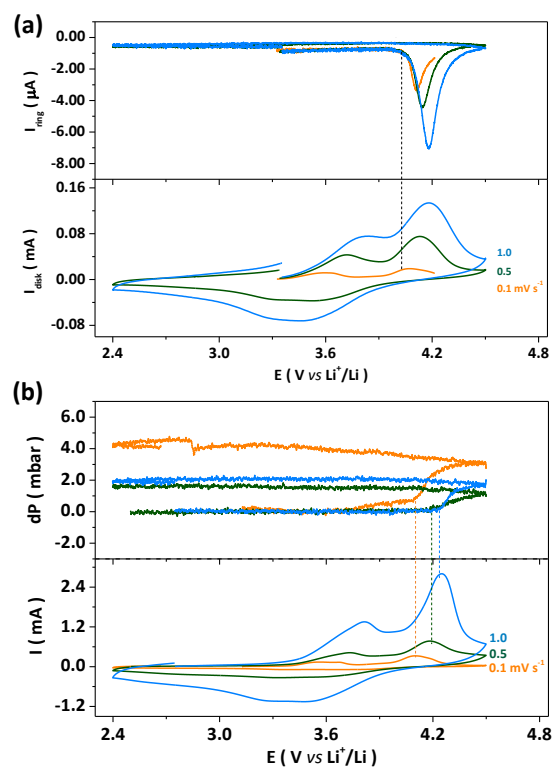 (a)
0.00
-2.00
-4.00
-6.00
-8.00
I ring ( μA )
0.16
0.08
0.00
-0.08
I disk ( mA )
1.0
0.5
0.1 mV s⁻¹
2.4 3.0 3.6 4.2 4.8
E ( V vs Li⁺/Li )
(b)
6.0
4.0
2.0
0.0
-2.0
dP ( mbar )
2.4
1.2
0.0
-1.2
I ( mA )
1.0
0.5
0.1 mV s⁻¹
2.4 3.0 3.6 4.2 4.8
E ( V vs Li⁺/Li )